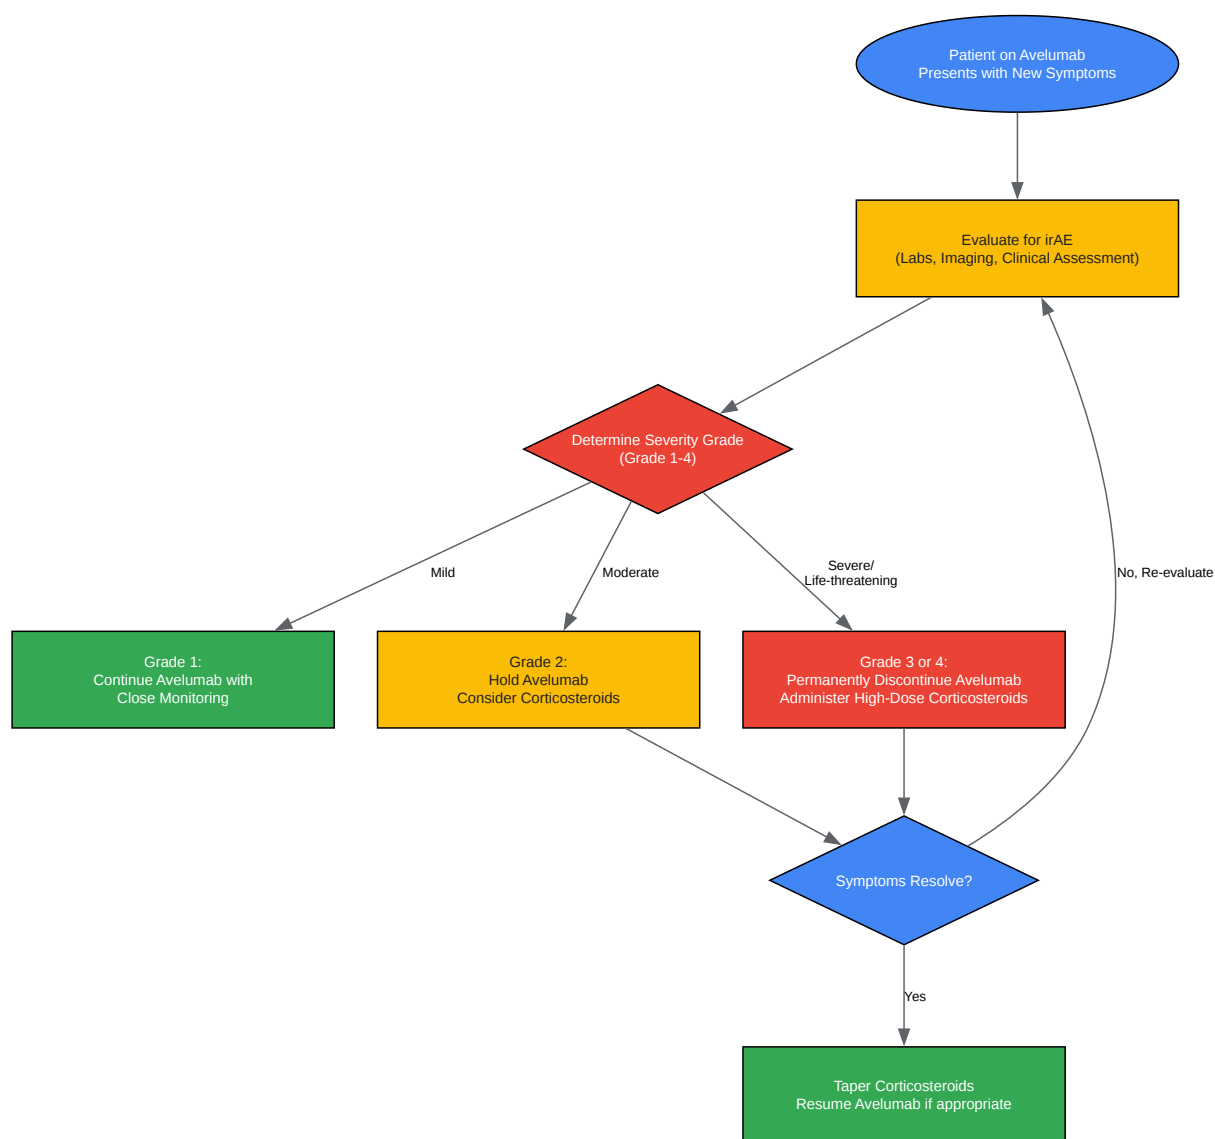 Patient on Avelumab
Presents with New Symptoms
Evaluate for irAE
(Labs, Imaging, Clinical Assessment)
Determine Severity Grade
(Grade 1-4)
Mild
Moderate
Severe/
Life-threatening
No, Re-evaluate
Grade 1:
Continue Avelumab with
Close Monitoring
Grade 2:
Hold Avelumab
Consider Corticosteroids
Grade 3 or 4:
Permanently Discontinue Avelumab
Administer High-Dose Corticosteroids
Symptoms Resolve?
Yes
Taper Corticosteroids
Resume Avelumab if appropriate